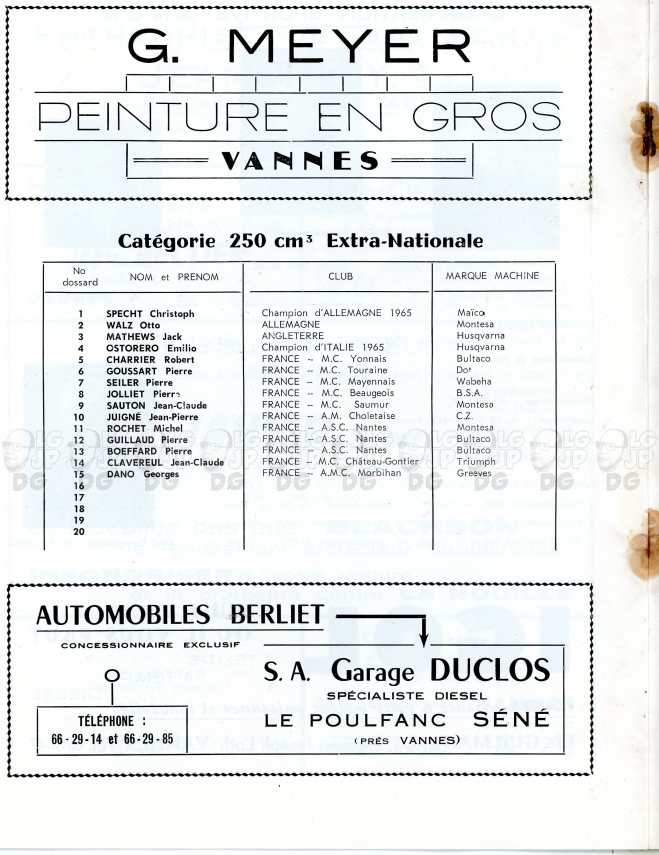 G. MEYER
PEINTURE EN GROS
VANNES
Catégorie 250 cm³ Extra-Nationale
No dossard NOM et PRENOM CLUB MARQUE MACHINE
1 SPECHT Christoph Champion d'ALLEMAGNE 1965 Maïco
2 WALZ Otto ALLEMAGNE Montesa
3 MATHEWS Jack ANGLETERRE Husqvarna
4 OSTORERO Emilio Champion d'ITALIE 1965 Husqvarna
5 CHARRIER Robert FRANCE -- M.C. Yonnais Bultaco
6 GOUSSART Pierre FRANCE -- M.C. Touraine Dot
7 SEILER Pierre FRANCE -- M.C. Mayennais Wabeha
8 JOLLIET Pierre FRANCE -- M.C. Beaugeois B.S.A.
9 SAUTON Jean-Claude FRANCE -- M.C. Saumur Montesa
10 JUIGNÉ Jean-Pierre FRANCE -- A.M. Choletaise C.Z.
11 ROCHET Michel FRANCE -- A.S.C. Nantes Montesa
12 GUILLAUD Pierre FRANCE -- A.S.C. Nantes Bultaco
13 BOEFFARD Pierre FRANCE -- A.S.C. Nantes Bultaco
14 CLAVEREUL Jean-Claude FRANCE -- M.C. Château-Gontier Triumph
15 DANO Georges FRANCE -- A.M.C. Morbihan Greeves
16
17
18
19
20
AUTOMOBILES BERLIET
CONCESSIONNAIRE EXCLUSIF
S. A. Garage DUCLOS
SPÉCIALISTE DIESEL
LE POULFANC SÉNÉ
(PRÈS VANNES)
TÉLÉPHONE :
66-29-14 et 66-29-85